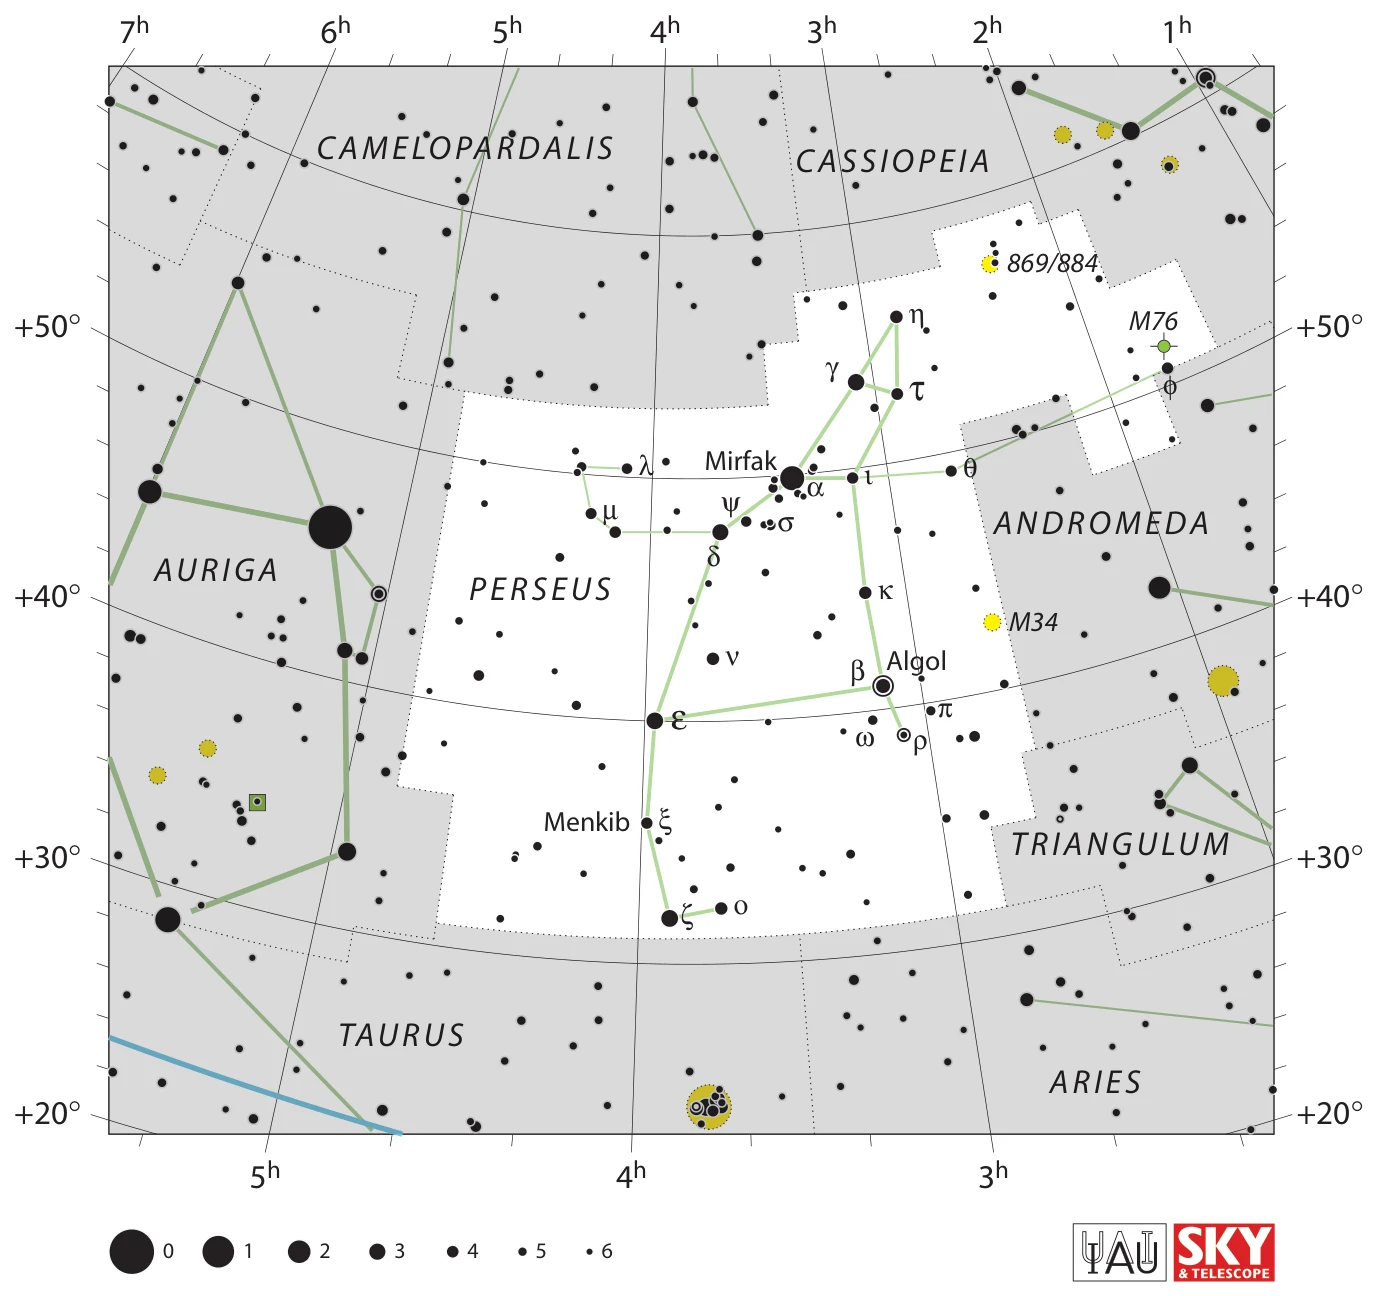 7h 6h 5h 4h 3h 2h 1h
CAMELOPARDALIS
CASSIOPEIA
869/884
+50° +50°
M76
η
γ
τ
ϕ
Mirfak
λ
α
ι
θ
μ
ψ
σ
δ
ANDROMEDA
AURIGA
PERSEUS
+40° +40°
κ
M34
ν
β
Algol
ε
π
ω
ρ
Menkib
ξ
TRIANGULUM
+30° +30°
ζ
ο
TAURUS
ARIES
+20° +20°
5h 4h 3h
0 1 2 3 4 5 6
IAU
SKY
& TELESCOPE